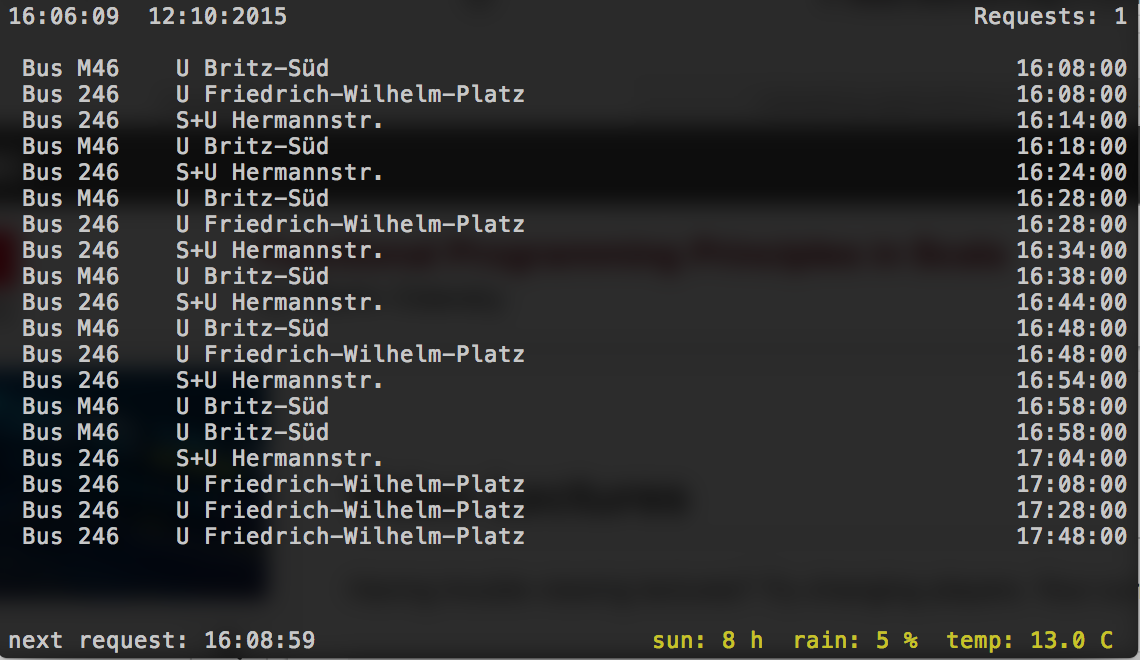 16:06:09 12:10:2015 Requests: 1
Bus M46 U Britz-Süd 16:08:00
Bus 246 U Friedrich-Wilhelm-Platz 16:08:00
Bus 246 S+U Hermannstr. 16:14:00
Bus M46 U Britz-Süd 16:18:00
Bus 246 S+U Hermannstr. 16:24:00
Bus M46 U Britz-Süd 16:28:00
Bus 246 U Friedrich-Wilhelm-Platz 16:28:00
Bus 246 S+U Hermannstr. 16:34:00
Bus M46 U Britz-Süd 16:38:00
Bus 246 S+U Hermannstr. 16:44:00
Bus M46 U Britz-Süd 16:48:00
Bus 246 U Friedrich-Wilhelm-Platz 16:48:00
Bus 246 S+U Hermannstr. 16:54:00
Bus M46 U Britz-Süd 16:58:00
Bus M46 U Britz-Süd 16:58:00
Bus 246 S+U Hermannstr. 17:04:00
Bus 246 U Friedrich-Wilhelm-Platz 17:08:00
Bus 246 U Friedrich-Wilhelm-Platz 17:28:00
Bus 246 U Friedrich-Wilhelm-Platz 17:48:00
next request: 16:08:59 sun: 8 h rain: 5 % temp: 13.0 C